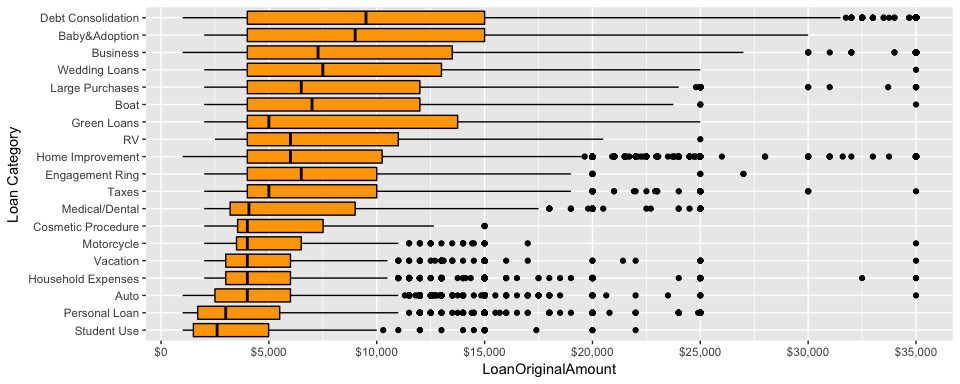 Loan Category
Debt Consolidation
Baby&Adoption
Business
Wedding Loans
Large Purchases
Boat
Green Loans
RV
Home Improvement
Engagement Ring
Taxes
Medical/Dental
Cosmetic Procedure
Motorcycle
Vacation
Household Expenses
Auto
Personal Loan
Student Use
$0 $5,000 $10,000 $15,000 $20,000 $25,000 $30,000 $35,000
LoanOriginalAmount